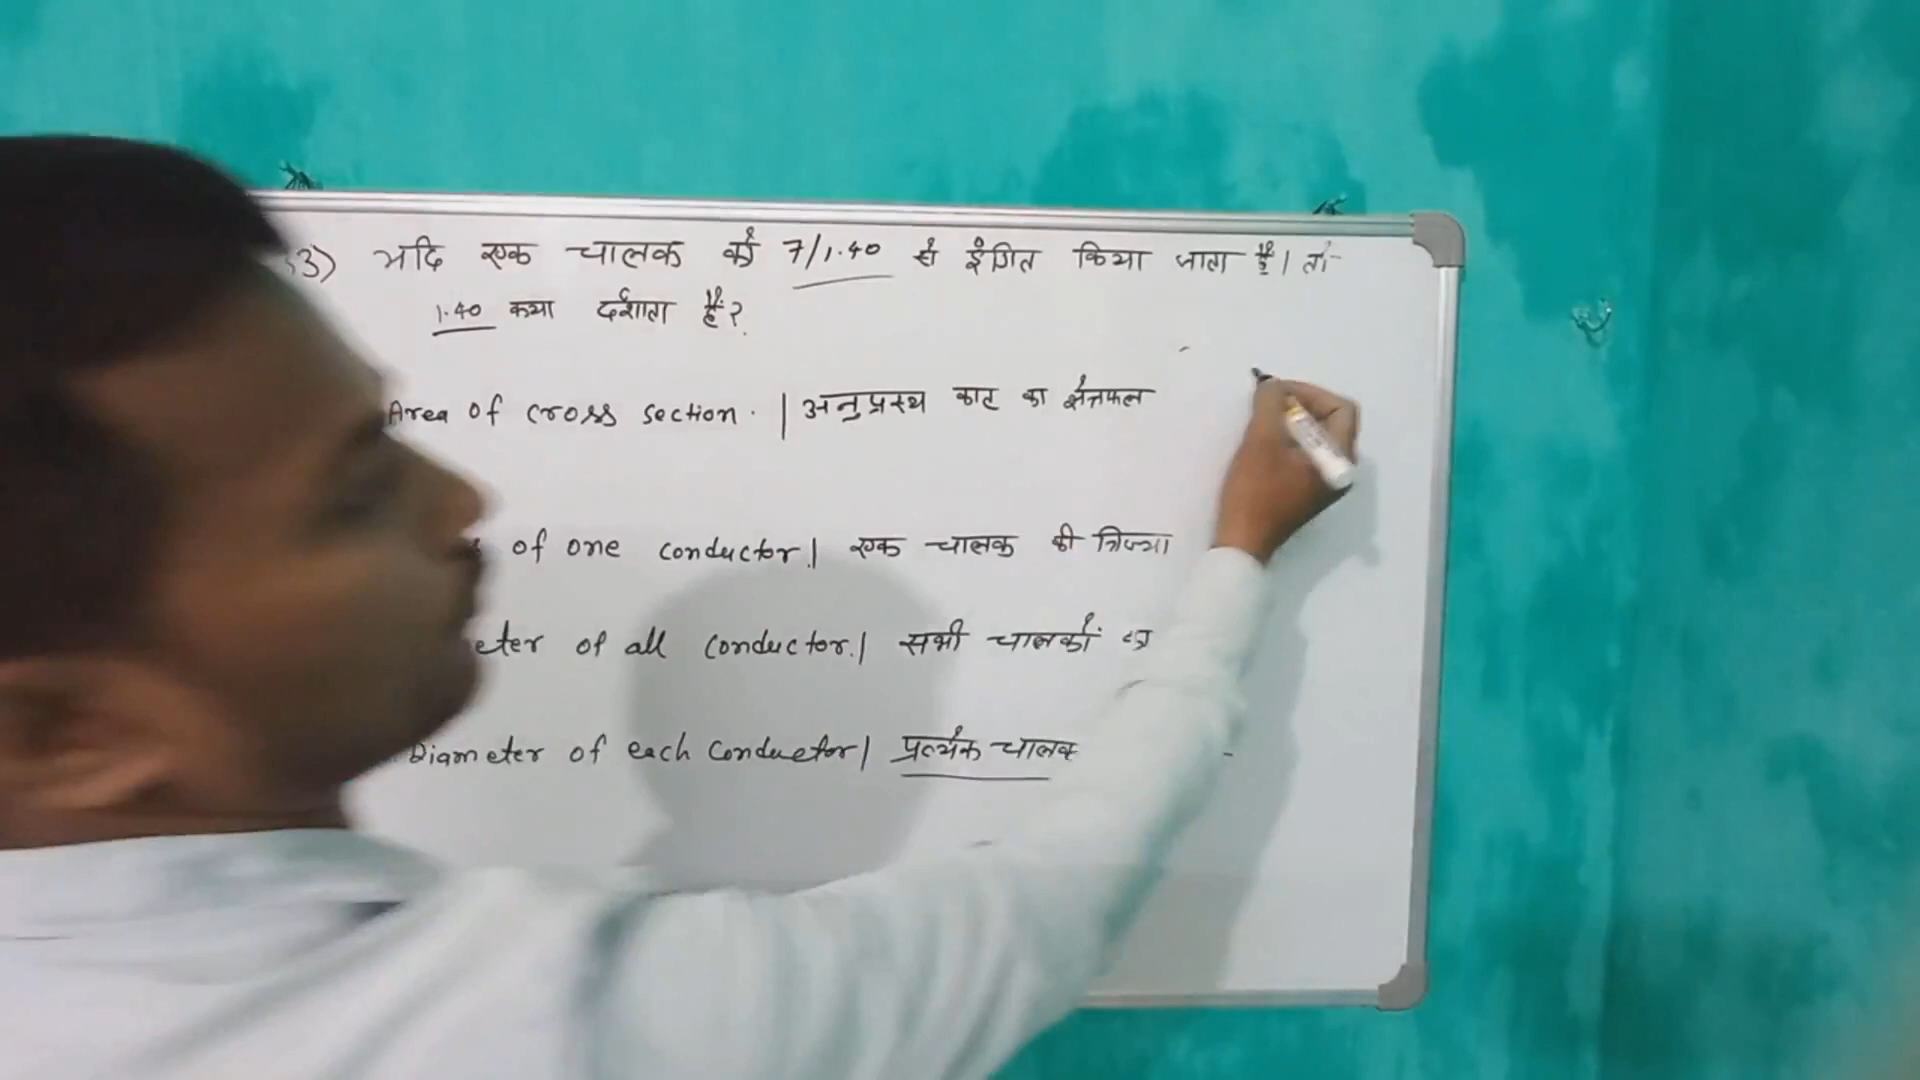 3) यदि एक चालक को 7/1.40 से इंगित किया जाता है। तो
1.40 क्या दर्शाता है?
Area of cross section. | अनुप्रस्थ काट का क्षेत्रफल
of one conductor | एक चालक की त्रिज्या
eter of all conductor. | सभी चालकों का
Diameter of each conductor | प्रत्येक चालक